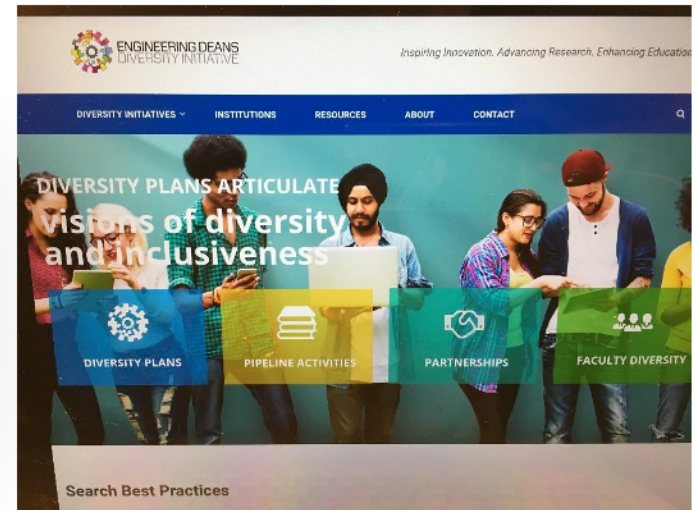 ENGINEERING DEANS
DIVERSITY INITIATIVE
Inspiring Innovation. Advancing Research, Enhancing Education
DIVERSITY INITIATIVES
INSTITUTIONS
RESOURCES
ABOUT
CONTACT
DIVERSITY PLANS ARTICULATE
visions of diversity
and inclusiveness
DIVERSITY PLANS
PIPELINE ACTIVITIES
PARTNERSHIPS
FACULTY DIVERSITY
Search Best Practices